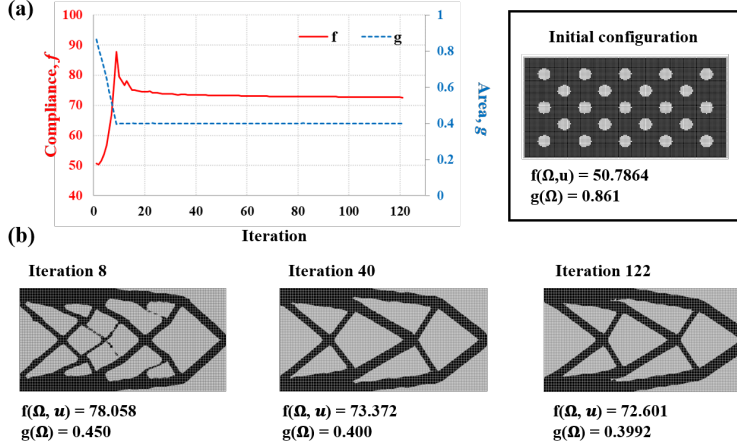 (a)
100
90
80
70
60
50
40
Compliance, f
f
g
1
0.8
0.6
0.4
0.2
0
Area, g
0
20
40
60
80
100
120
Iteration
Initial configuration
f(Ω,u) = 50.7864
g(Ω) = 0.861
(b)
Iteration 8
Iteration 40
Iteration 122
f(Ω, u) = 78.058
g(Ω) = 0.450
f(Ω, u) = 73.372
g(Ω) = 0.400
f(Ω, u) = 72.601
g(Ω) = 0.3992